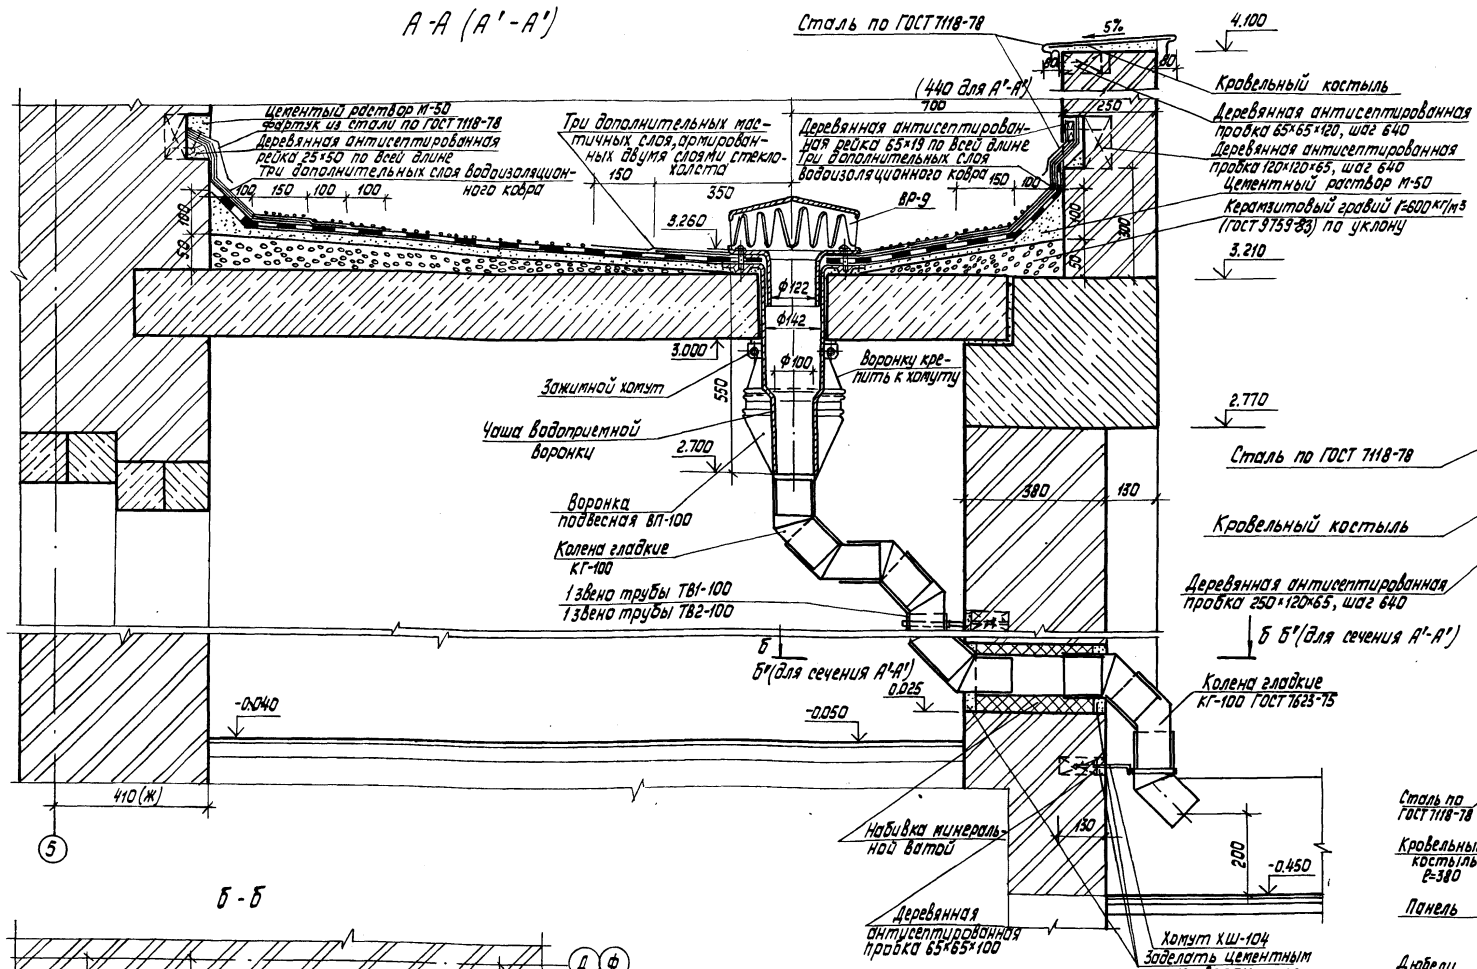 А-А (А'-А')
Сталь по ГОСТ 7118-78
5%
4.100
80
80
Кровельный костыль
(440 для А'-А')
700
250
Деревянная антисептированная
пробка 65×65×120, шаг 640
Деревянная антисептированная
пробка 120×120×65, шаг 640
Цементный раствор М-50
Керамзитовый гравий γ=600 кг/м³
(ГОСТ 9759-83) по уклону
Цементый раствор М-50
Фартук из стали по ГОСТ 7118-78
Деревянная антисептированная
рейка 25×50 по всей длине
Три дополнительных слоя водоизоляцион-
ного ковра
Три дополнительных мас-
тичных слоя, армирован-
ных двумя слоями стекло-
холста
Деревянная антисептирован-
ная рейка 65×19 по всей длине
Три дополнительных слоя
водоизоляционного ковра
100
150
100
100
150
350
150
100
ВР-9
3.260
100
50
100
50
3.210
ф122
ф142
ф100
3.000
550
Зажимной хомут
Воронку кре-
пить к хомуту
2.770
Чаша водоприемной
воронки
2.700
Сталь по ГОСТ 7118-78
380
130
Воронка
подвесная ВП-100
Кровельный костыль
Колена гладкие
КГ-100
1 звено трубы ТВ1-100
1 звено трубы ТВ2-100
Деревянная антисептированная
пробка 250×120×65, шаг 640
Б
Б'(для сечения А'-А')
Б Б'(для сечения А'-А')
0.025
Колена гладкие
КГ-100 ГОСТ 7623-75
-0.040
-0.050
410 (Ж)
5
Набивка минераль-
ной ватой
130
200
-0.450
Сталь по
ГОСТ 7118-78
Кровельный
костыль
ℓ=380
Панель
Б-Б
Деревянная
антисептированная
пробка 65×65×100
Хомут ХШ-104
Заделать цементным
Д
Ф
Дюбели